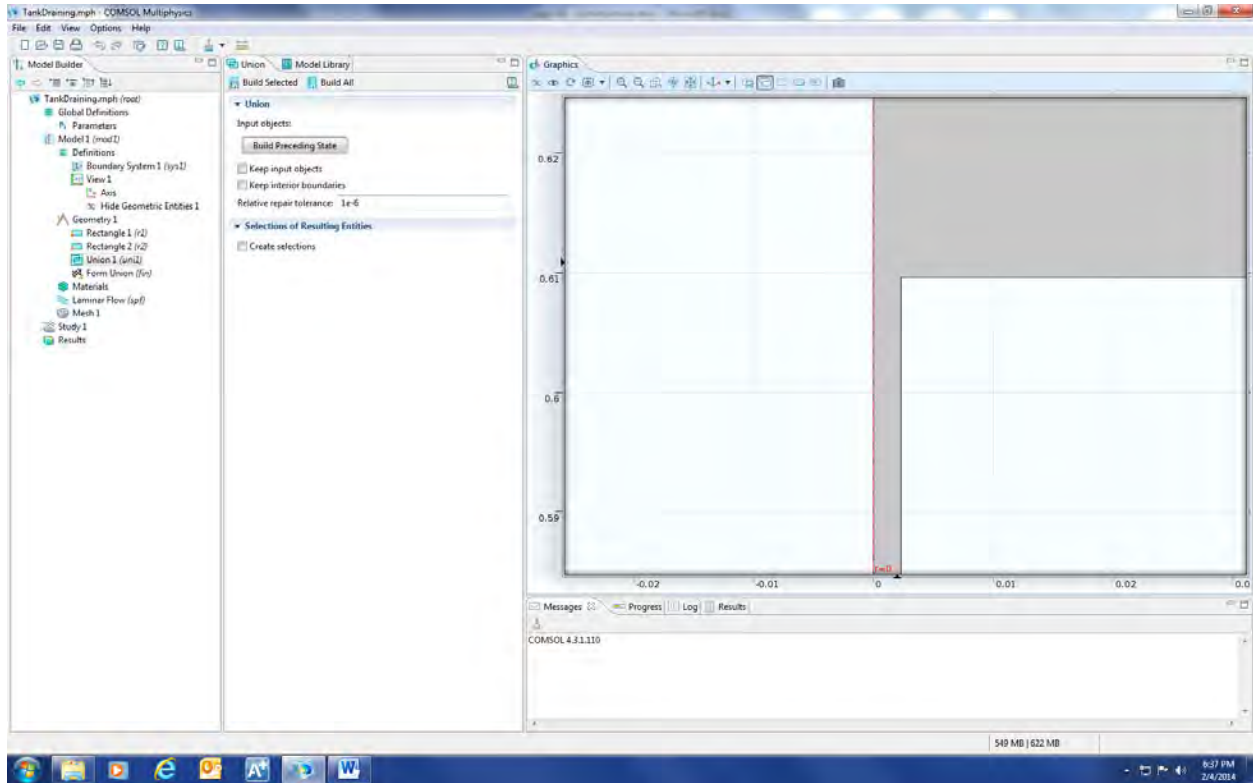 TankDraining.mph - COMSOL Multiphysics
File Edit View Options Help
Model Builder
TankDraining.mph (root)
Global Definitions
Parameters
Model 1 (mod1)
Definitions
Boundary System 1 (sys1)
View 1
Axis
Hide Geometric Entities 1
Geometry 1
Rectangle 1 (r1)
Rectangle 2 (r2)
Union 1 (uni1)
Form Union (fin)
Materials
Laminar Flow (spf)
Mesh 1
Study 1
Results
Union Model Library
Build Selected Build All
Union
Input objects:
Build Preceding State
Keep input objects
Keep interior boundaries
Relative repair tolerance: 1e-6
Selections of Resulting Entities
Create selections
Graphics
0.62
0.61
0.6
0.59
r=0
-0.02 -0.01 0 0.01 0.02 0.0
Messages Progress Log Results
COMSOL 4.3.1.110
549 MB | 622 MB
6:37 PM
2/4/2014